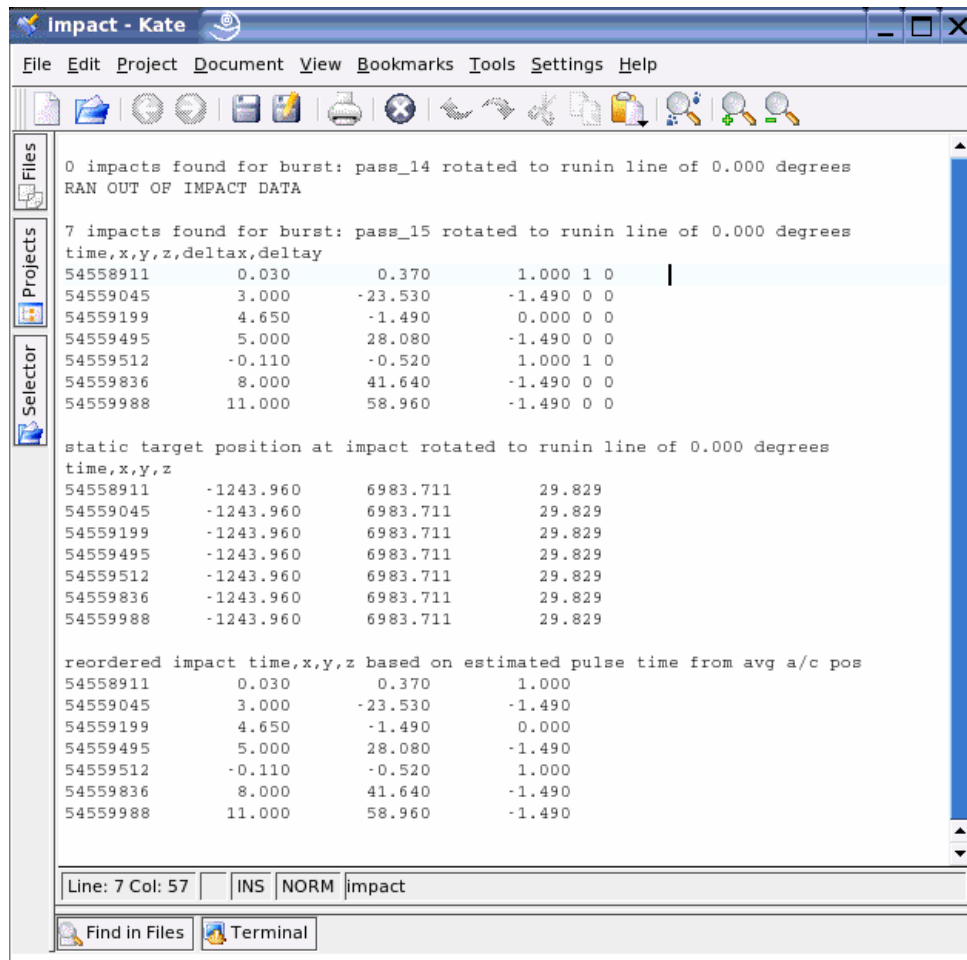 impact - Kate
File Edit Project Document View Bookmarks Tools Settings Help
Files
Projects
Selector
0 impacts found for burst: pass_14 rotated to runin line of 0.000 degrees
RAN OUT OF IMPACT DATA
7 impacts found for burst: pass_15 rotated to runin line of 0.000 degrees
time,x,y,z,deltax,deltay
54558911 0.030 0.370 1.000 1 0
54559045 3.000 -23.530 -1.490 0 0
54559199 4.650 -1.490 0.000 0 0
54559495 5.000 28.080 -1.490 0 0
54559512 -0.110 -0.520 1.000 1 0
54559836 8.000 41.640 -1.490 0 0
54559988 11.000 58.960 -1.490 0 0
static target position at impact rotated to runin line of 0.000 degrees
time,x,y,z
54558911 -1243.960 6983.711 29.829
54559045 -1243.960 6983.711 29.829
54559199 -1243.960 6983.711 29.829
54559495 -1243.960 6983.711 29.829
54559512 -1243.960 6983.711 29.829
54559836 -1243.960 6983.711 29.829
54559988 -1243.960 6983.711 29.829
reordered impact time,x,y,z based on estimated pulse time from avg a/c pos
54558911 0.030 0.370 1.000
54559045 3.000 -23.530 -1.490
54559199 4.650 -1.490 0.000
54559495 5.000 28.080 -1.490
54559512 -0.110 -0.520 1.000
54559836 8.000 41.640 -1.490
54559988 11.000 58.960 -1.490
Line: 7 Col: 57 INS NORM impact
Find in Files Terminal